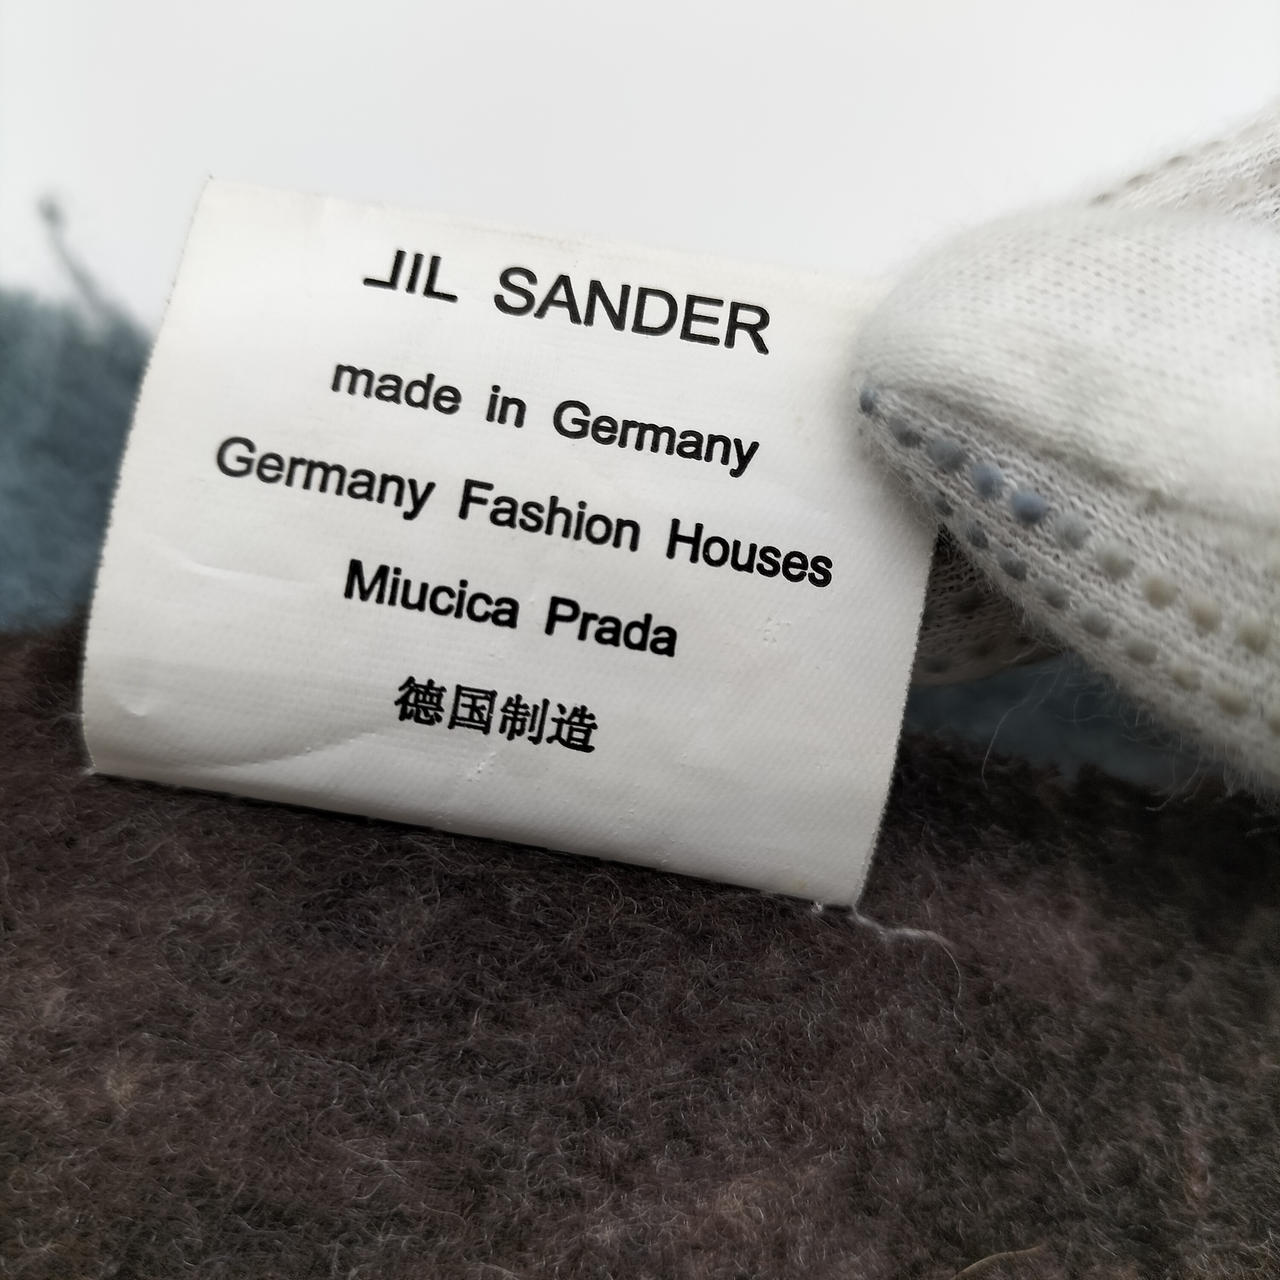 JIL SANDER
made in Germany
Germany Fashion Houses
Miucica Prada
德国制造